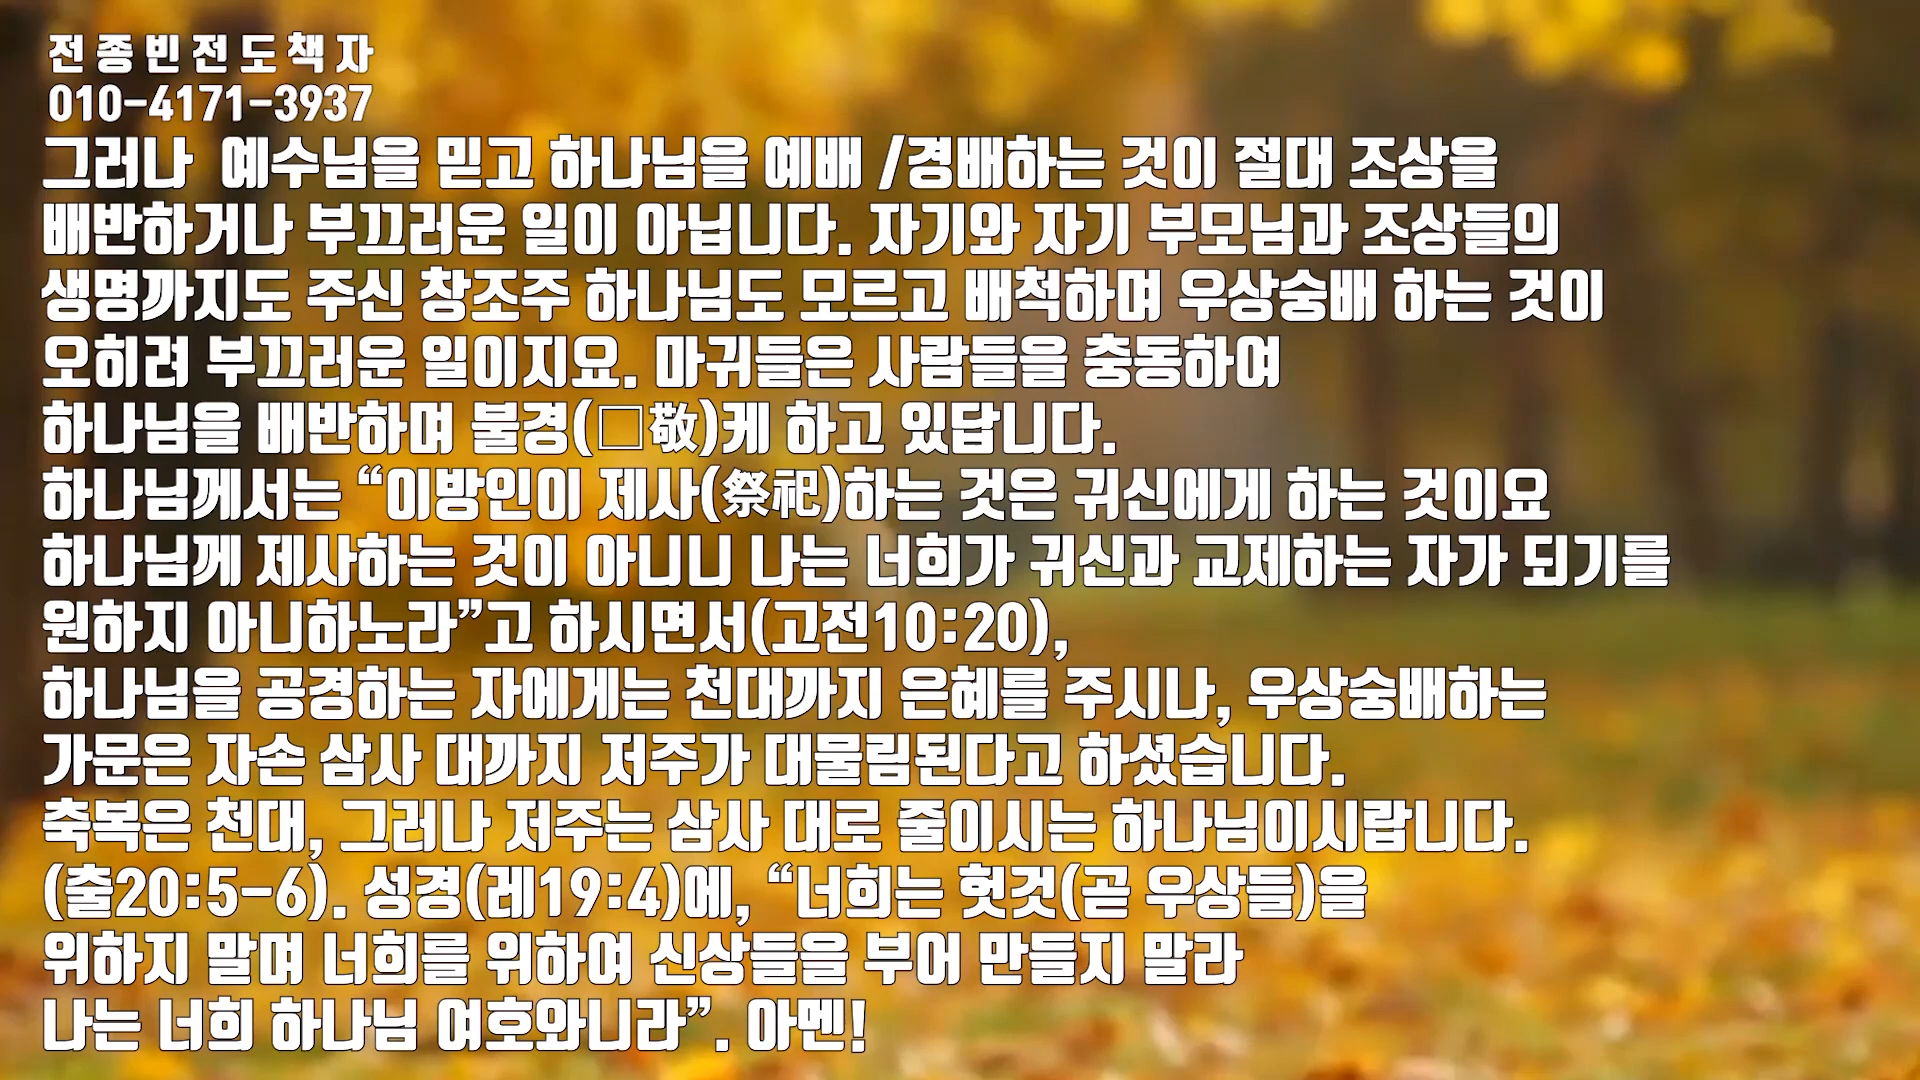 전종빈전도책자
010-4171-3937
그러나 예수님을 믿고 하나님을 예배 /경배하는 것이 절대 조상을
배반하거나 부끄러운 일이 아닙니다. 자기와 자기 부모님과 조상들의
생명까지도 주신 창조주 하나님도 모르고 배척하며 우상숭배 하는 것이
오히려 부끄러운 일이지요. 마귀들은 사람들을 충동하여
하나님을 배반하며 불경(□敬)케 하고 있답니다.
하나님께서는 “이방인이 제사(祭祀)하는 것은 귀신에게 하는 것이요
하나님께 제사하는 것이 아니니 나는 너희가 귀신과 교제하는 자가 되기를
원하지 아니하노라”고 하시면서(고전10:20),
하나님을 공경하는 자에게는 천대까지 은혜를 주시나, 우상숭배하는
가문은 자손 삼사 대까지 저주가 대물림된다고 하셨습니다.
축복은 천대, 그러나 저주는 삼사 대로 줄이시는 하나님이시랍니다.
(출20:5-6). 성경(레19:4)에, “너희는 헛것(곧 우상들)을
위하지 말며 너희를 위하여 신상들을 부어 만들지 말라
나는 너희 하나님 여호와니라”. 아멘!